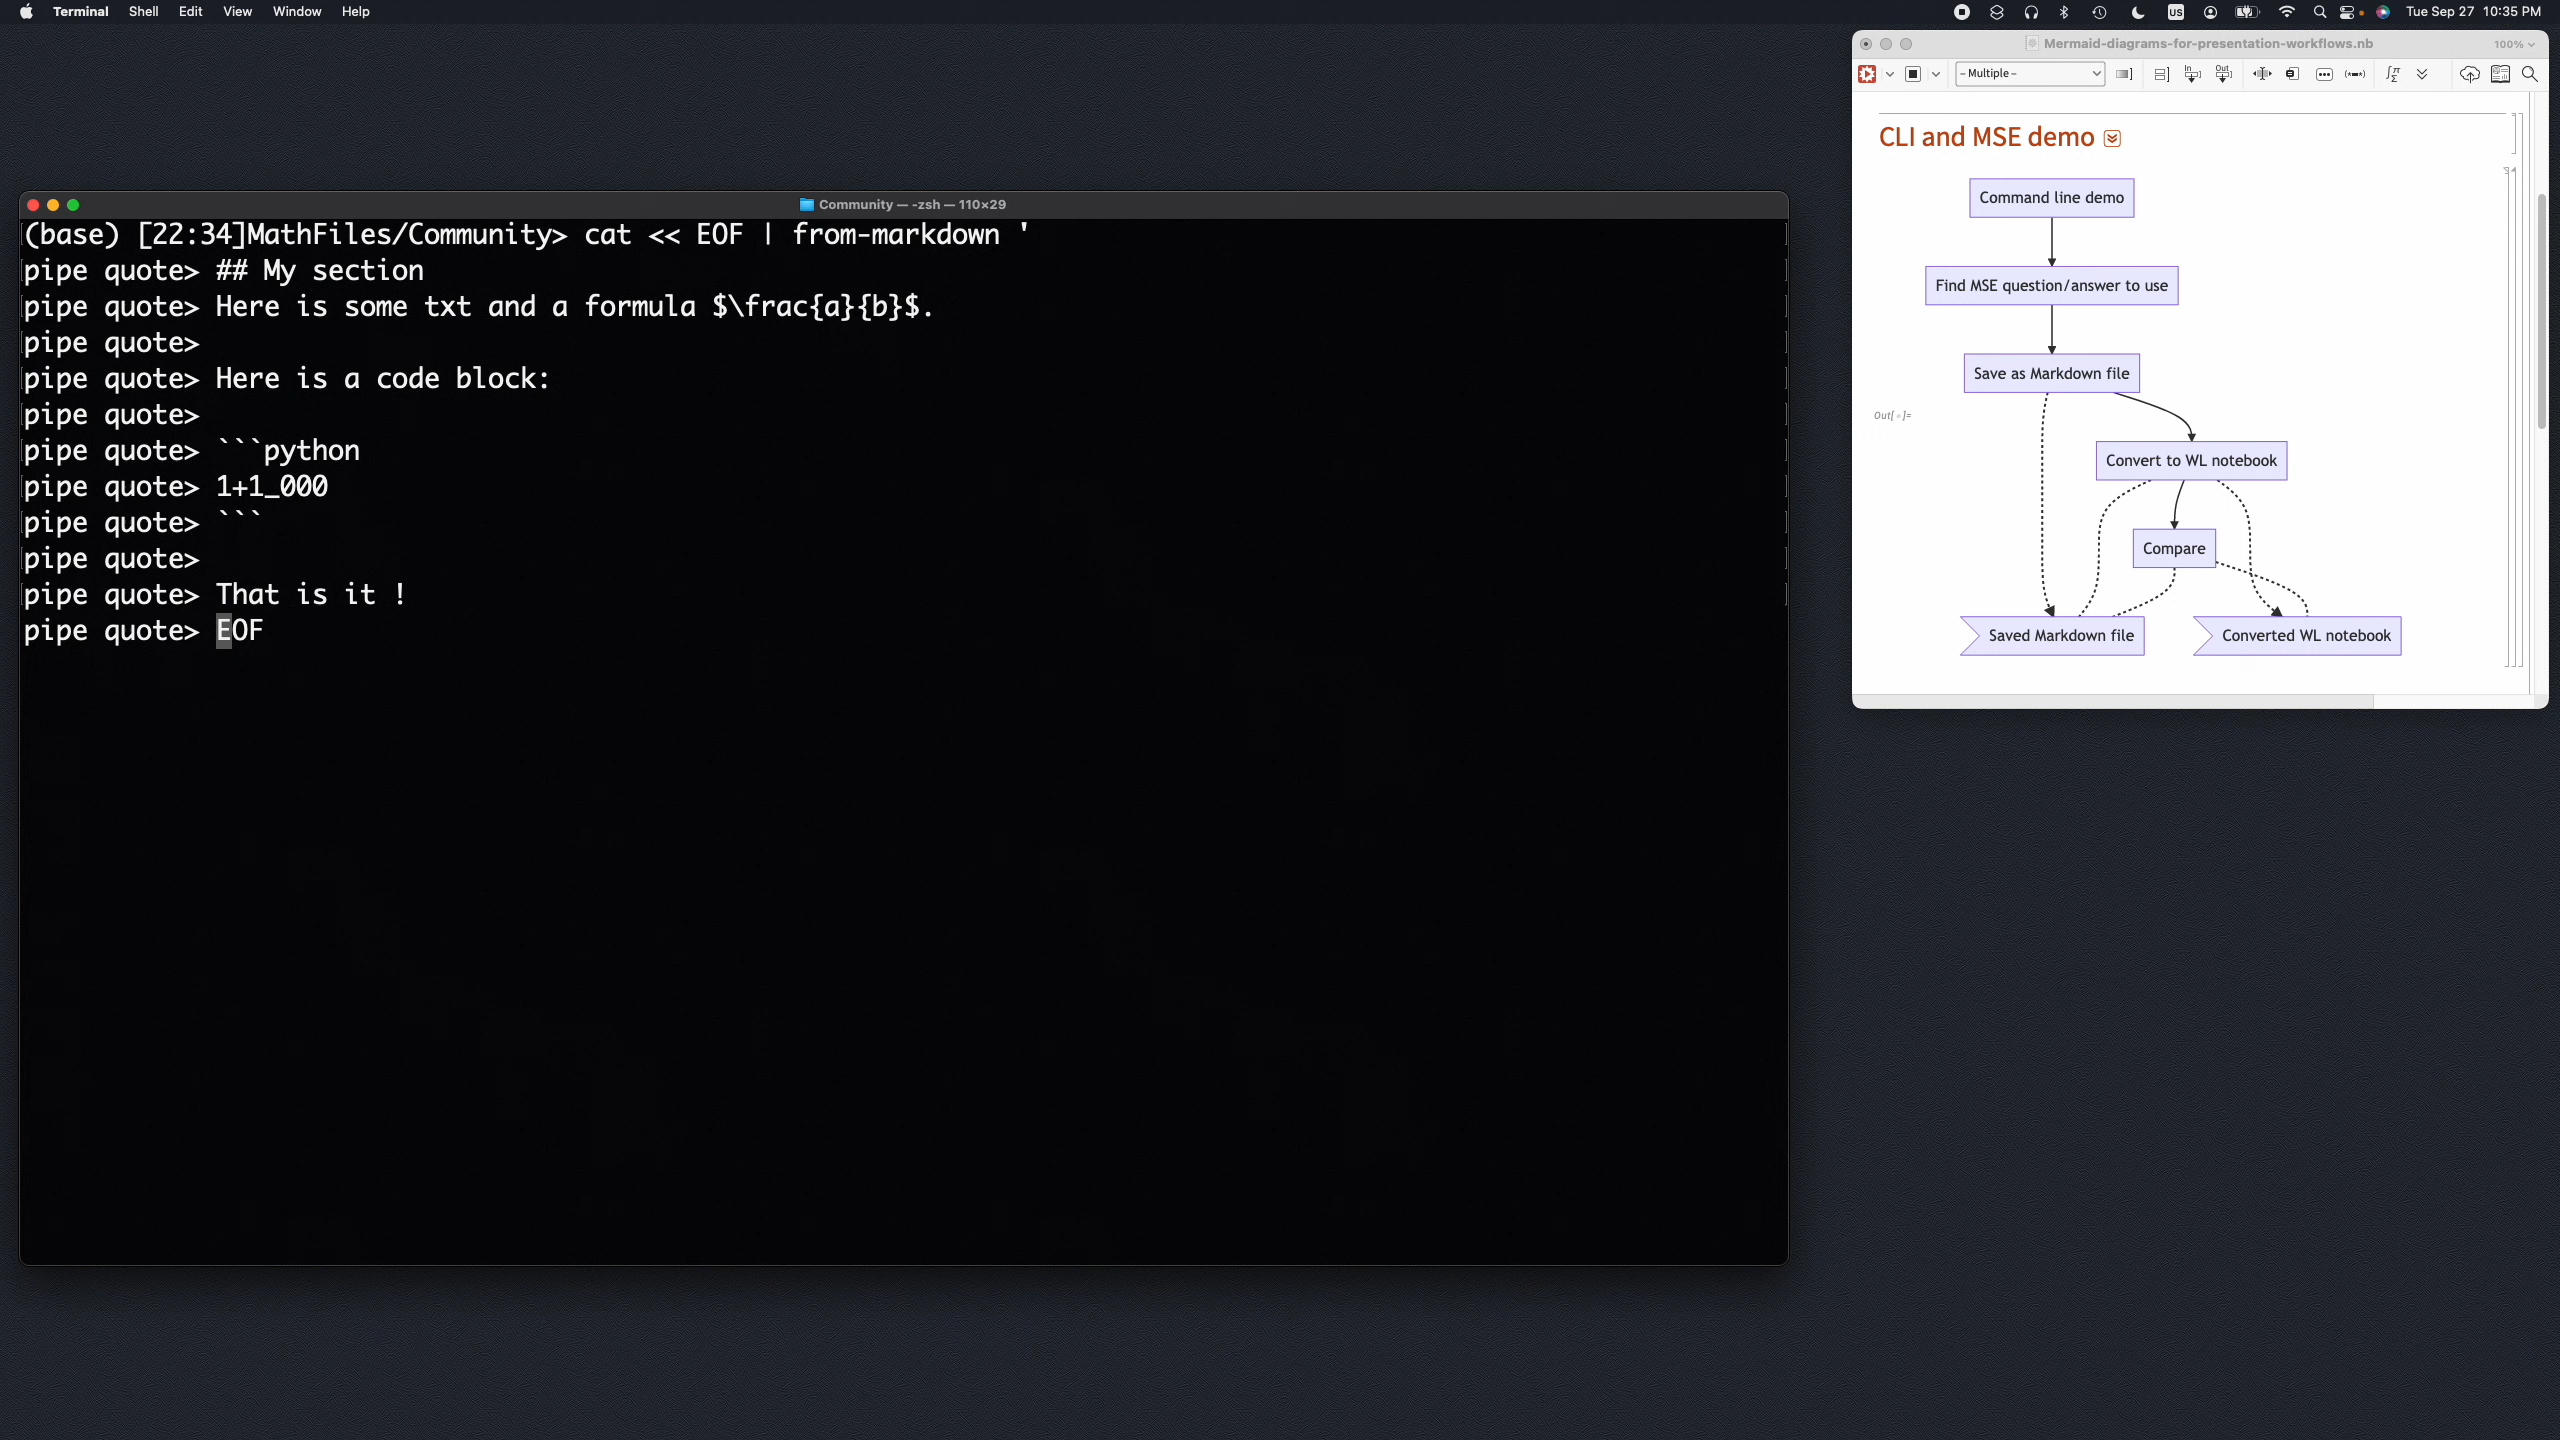 Terminal Shell Edit View Window Help
US
Tue Sep 27 10:35 PM
Community — -zsh — 110×29
(base) [22:34]MathFiles/Community> cat << EOF | from-markdown '
pipe quote> ## My section
pipe quote> Here is some txt and a formula $\frac{a}{b}$.
pipe quote>
pipe quote> Here is a code block:
pipe quote>
pipe quote> ```python
pipe quote> 1+1_000
pipe quote> ```
pipe quote>
pipe quote> That is it !
pipe quote> EOF
Mermaid-diagrams-for-presentation-workflows.nb
100%
- Multiple -
In
Out
CLI and MSE demo
Command line demo
Find MSE question/answer to use
Save as Markdown file
Out[ ]=
Convert to WL notebook
Compare
Saved Markdown file
Converted WL notebook